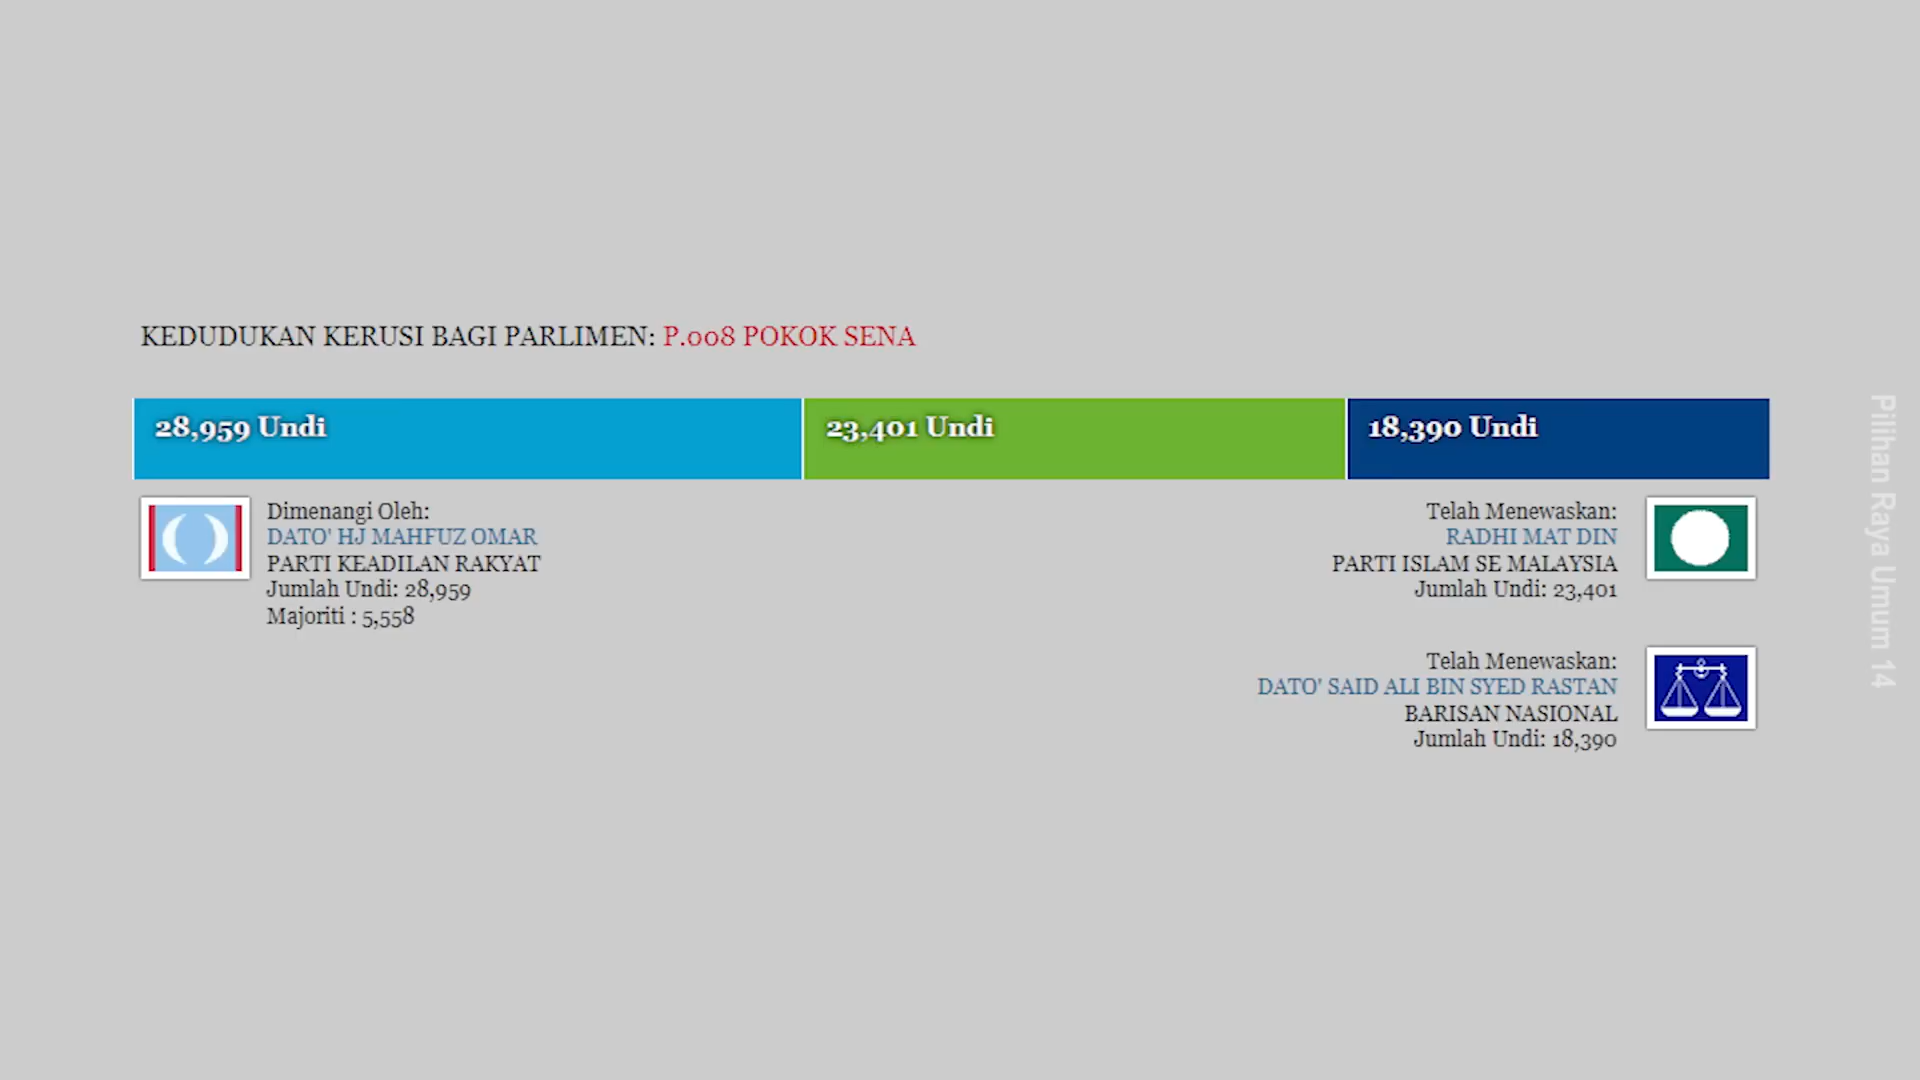 KEDUDUKAN KERUSI BAGI PARLIMEN: P.008 POKOK SENA
28,959 Undi
23,401 Undi
18,390 Undi
Dimenangi Oleh:
DATO' HJ MAHFUZ OMAR
PARTI KEADILAN RAKYAT
Jumlah Undi: 28,959
Majoriti : 5,558
Telah Menewaskan:
RADHI MAT DIN
PARTI ISLAM SE MALAYSIA
Jumlah Undi: 23,401
Telah Menewaskan:
DATO' SAID ALI BIN SYED RASTAN
BARISAN NASIONAL
Jumlah Undi: 18,390
Pilihan Raya Umum 14